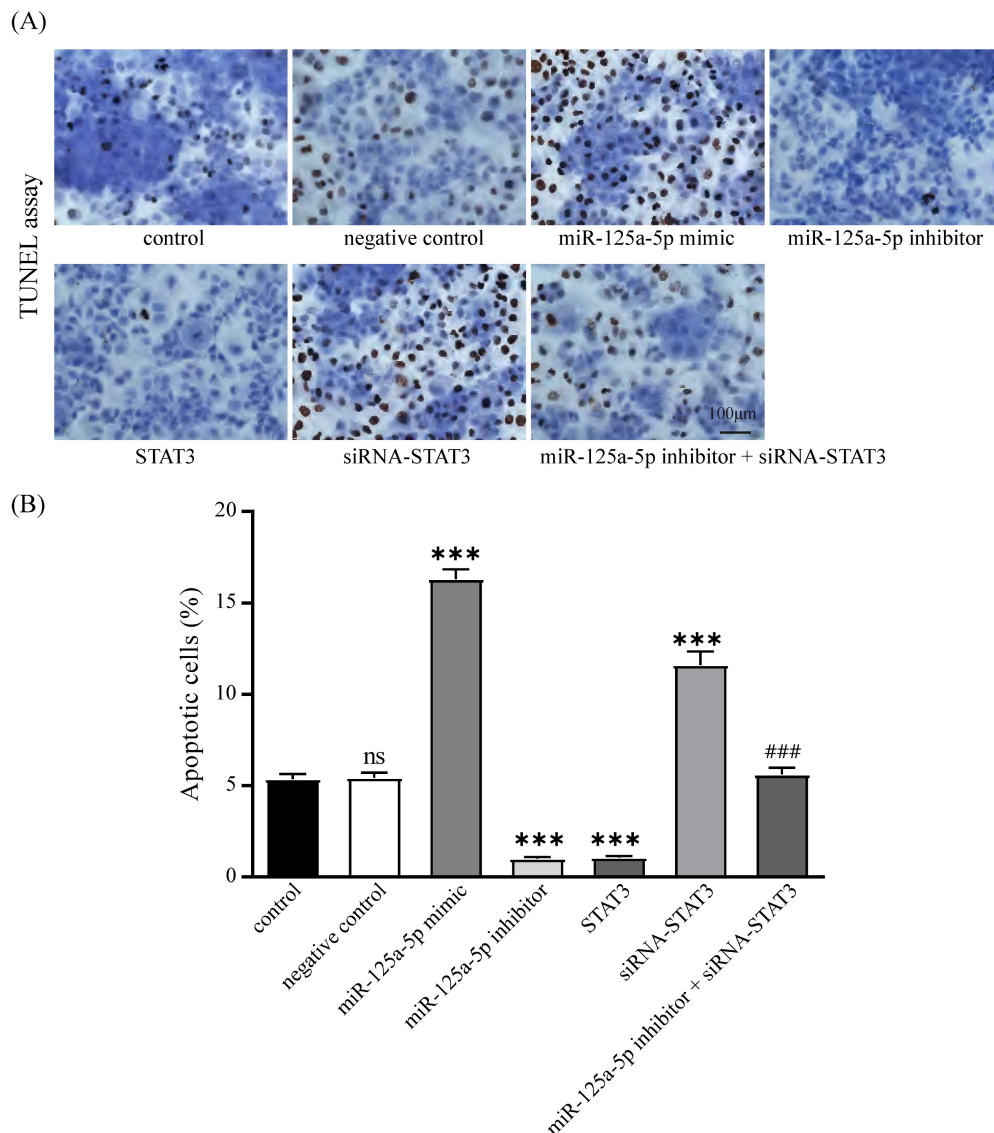 (A)
TUNEL assay
control
negative control
miR-125a-5p mimic
miR-125a-5p inhibitor
STAT3
siRNA-STAT3
miR-125a-5p inhibitor + siRNA-STAT3
100μm
(B)
Apoptotic cells (%)
20
15
10
5
0
ns
***
***
***
***
###
control
negative control
miR-125a-5p mimic
miR-125a-5p inhibitor
STAT3
siRNA-STAT3
miR-125a-5p inhibitor + siRNA-STAT3